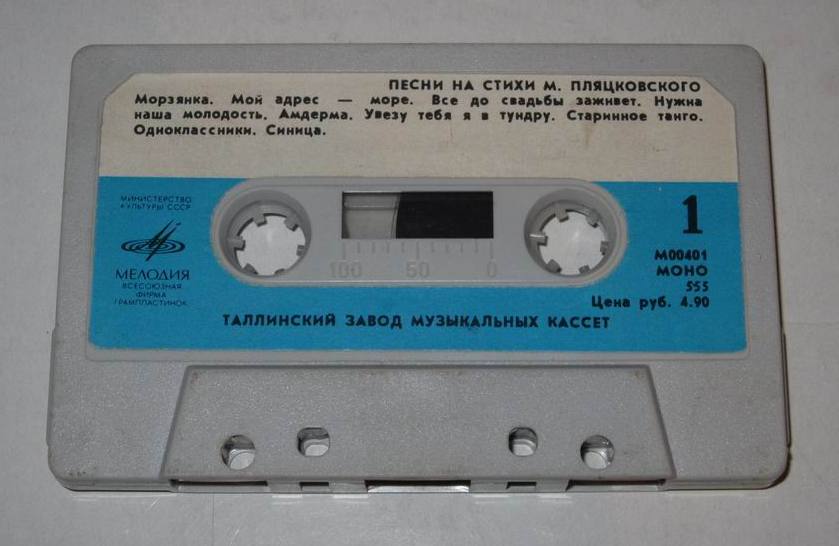 ПЕСНИ НА СТИХИ М. ПЛЯЦКОВСКОГО
Морзянка. Мой адрес — море. Все до свадьбы заживет. Нужна
наша молодость. Амдерма. Увезу тебя я в тундру. Старинное танго.
Одноклассники. Синица.
МИНИСТЕРСТВО
КУЛЬТУРЫ СССР
МЕЛОДИЯ
ВСЕСОЮЗНАЯ
ФИРМА
ГРАМПЛАСТИНОК
100 50 0
1
М00401
МОНО
555
Цена руб. 4.90
ТАЛЛИНСКИЙ ЗАВОД МУЗЫКАЛЬНЫХ КАССЕТ